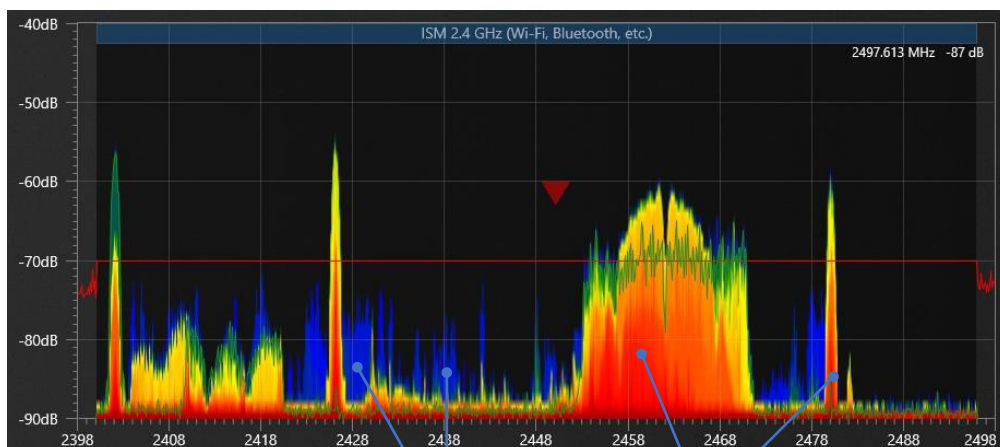 -40dB
ISM 2.4 GHz (Wi-Fi, Bluetooth, etc.)
2497.613 MHz -87 dB
-50dB
-60dB
-70dB
-80dB
-90dB
2398 2408 2418 2428 2438 2448 2458 2468 2478 2488 2498